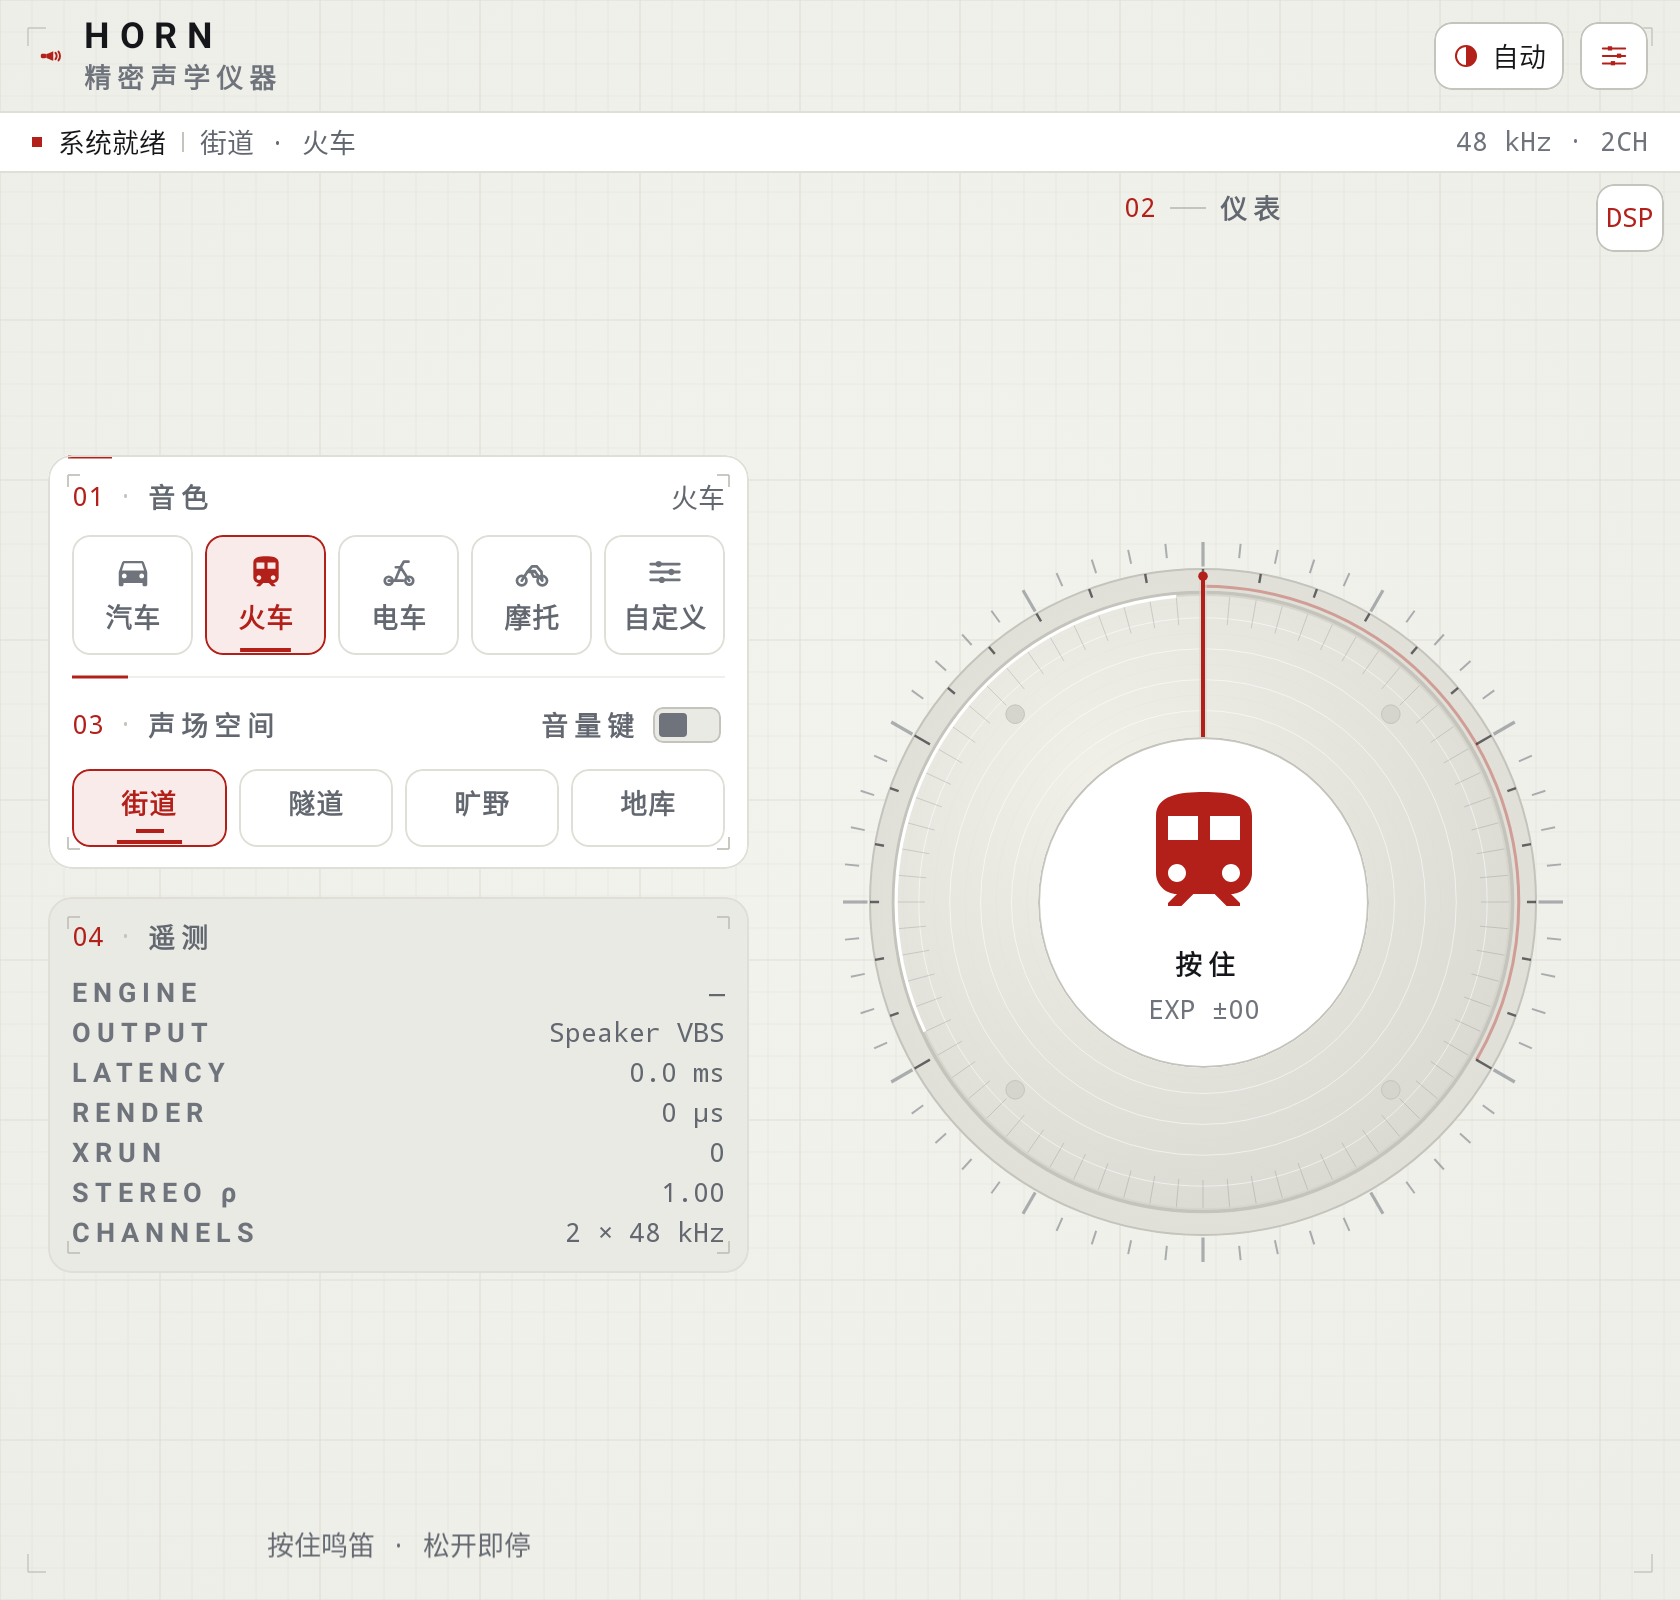 HORN
精密声学仪器
自动
系统就绪 | 街道 · 火车
48 kHz · 2CH
02 — 仪表
DSP
01 · 音色
火车
汽车
火车
电车
摩托
自定义
03 · 声场空间
音量键
街道
隧道
旷野
地库
04 · 遥测
ENGINE —
OUTPUT Speaker VBS
LATENCY 0.0 ms
RENDER 0 µs
XRUN 0
STEREO ρ 1.00
CHANNELS 2 × 48 kHz
按住
EXP ±00
按住鸣笛 · 松开即停